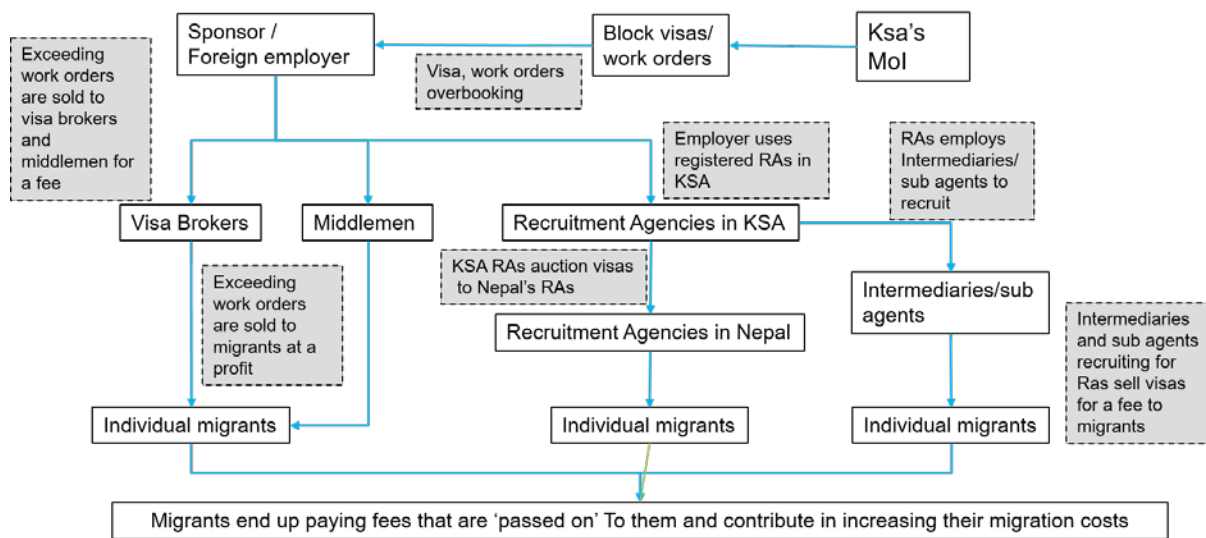 Sponsor /
Foreign employer
Block visas/
work orders
Ksa's
MoI
Exceeding
work orders
are sold to
visa brokers
and
middlemen for
a fee
Visa, work orders
overbooking
Employer uses
registered RAs in
KSA
RAs employs
Intermediaries/
sub agents to
recruit
Visa Brokers
Middlemen
Recruitment Agencies in KSA
Exceeding
work orders
are sold to
migrants at a
profit
KSA RAs auction visas
to Nepal's RAs
Intermediaries/sub
agents
Recruitment Agencies in Nepal
Intermediaries
and sub agents
recruiting for
Ras sell visas
for a fee to
migrants
Individual migrants
Individual migrants
Individual migrants
Migrants end up paying fees that are ‘passed on’ To them and contribute in increasing their migration costs